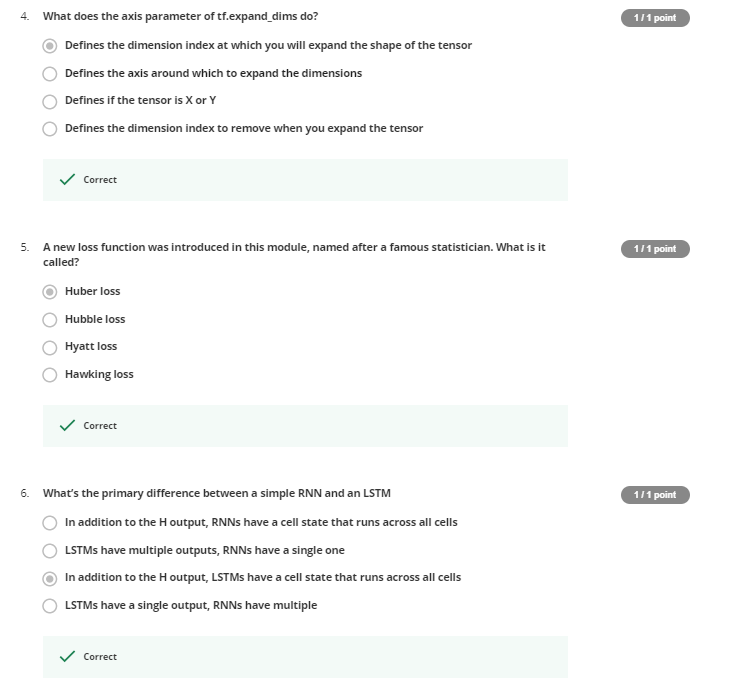 4. What does the axis parameter of tf.expand_dims do?
1 / 1 point
Defines the dimension index at which you will expand the shape of the tensor
Defines the axis around which to expand the dimensions
Defines if the tensor is X or Y
Defines the dimension index to remove when you expand the tensor
Correct
5. A new loss function was introduced in this module, named after a famous statistician. What is it
called?
1 / 1 point
Huber loss
Hubble loss
Hyatt loss
Hawking loss
Correct
6. What’s the primary difference between a simple RNN and an LSTM
1 / 1 point
In addition to the H output, RNNs have a cell state that runs across all cells
LSTMs have multiple outputs, RNNs have a single one
In addition to the H output, LSTMs have a cell state that runs across all cells
LSTMs have a single output, RNNs have multiple
Correct